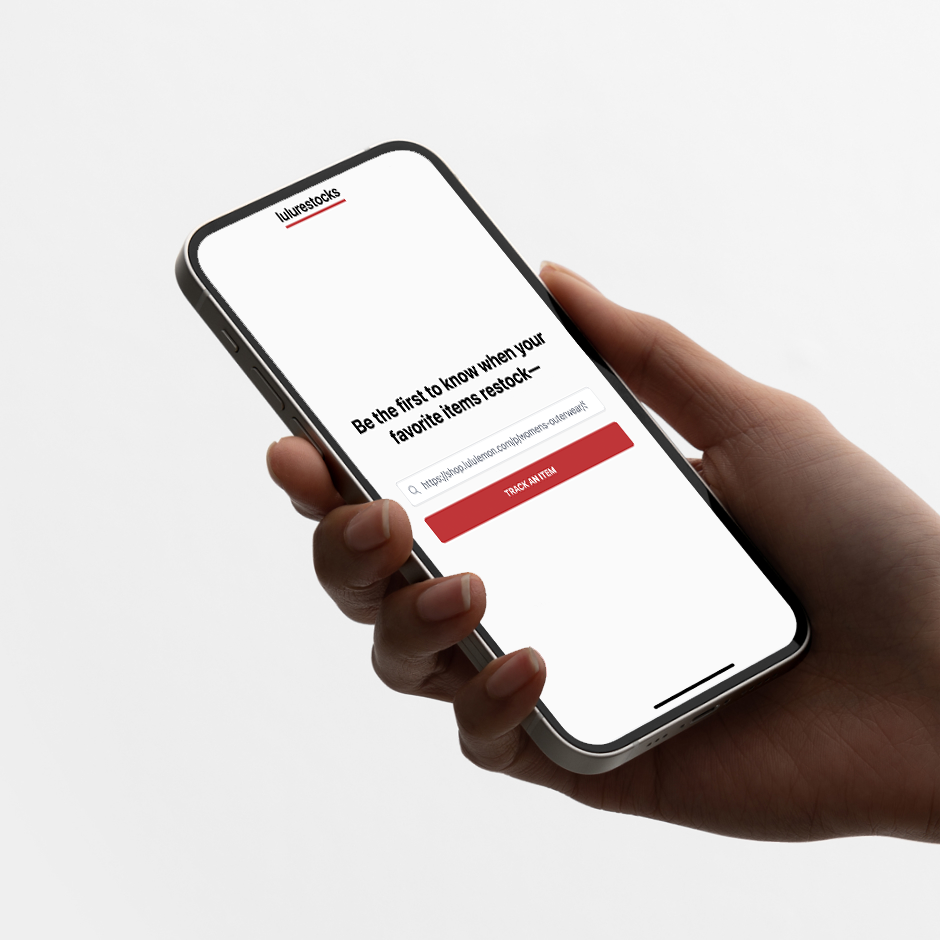 lulurestocks
Be the first to know when your
favorite items restock—
https://shop.lululemon.com/p/womens-outerwear/
TRACK AN ITEM